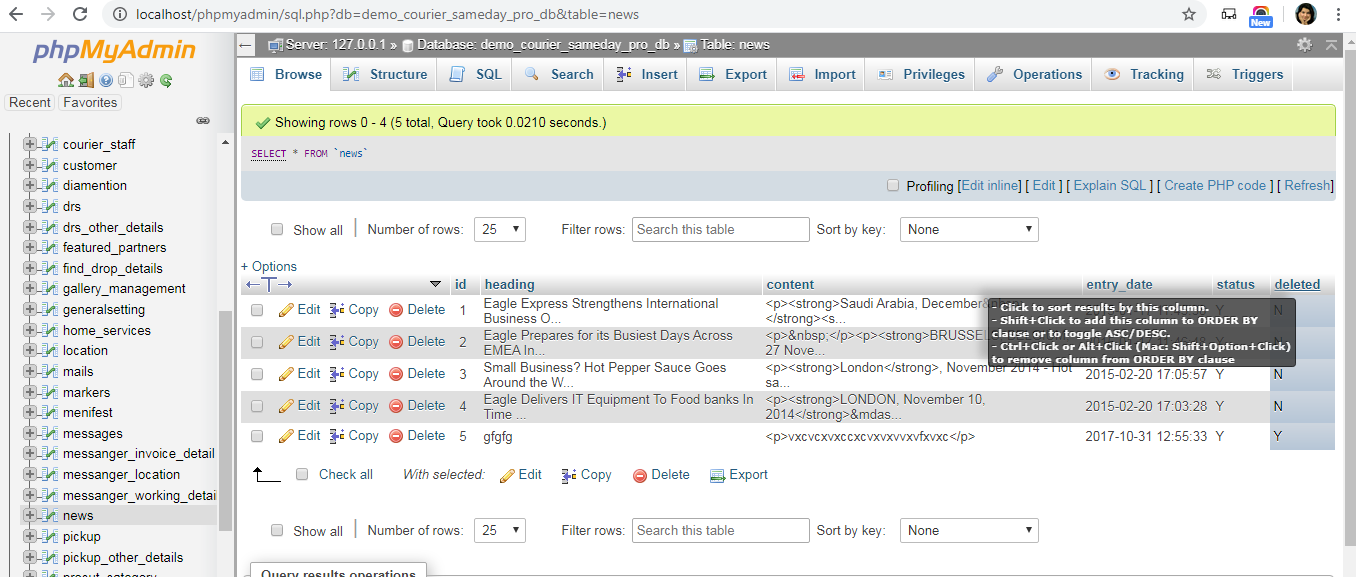 localhost/phpmyadmin/sql.php?db=demo_courier_sameday_pro_db&table=news
New
phpMyAdmin
Recent Favorites
courier_staff
customer
diamention
drs
drs_other_details
featured_partners
find_drop_details
gallery_management
generalsetting
home_services
location
mails
markers
menifest
messages
messanger_invoice_detail
messanger_location
messanger_working_detai
news
pickup
pickup_other_details
Server: 127.0.0.1 » Database: demo_courier_sameday_pro_db » Table: news
Browse Structure SQL Search Insert Export Import Privileges Operations Tracking Triggers
Showing rows 0 - 4 (5 total, Query took 0.0210 seconds.)
SELECT * FROM `news`
Profiling [Edit inline] [ Edit ] [ Explain SQL ] [ Create PHP code ] [ Refresh]
Show all Number of rows: 25 Filter rows: Search this table Sort by key: None
+ Options
id heading content entry_date status deleted
Edit Copy Delete 1 Eagle Express Strengthens International <p><strong>Saudi Arabia, December&
Business O... </strong><s... N
Edit Copy Delete 2 Eagle Prepares for its Busiest Days Across <p>&nbsp;</p><p><strong>BRUSSE
EMEA In... 27 Nove...
Edit Copy Delete 3 Small Business? Hot Pepper Sauce Goes <p><strong>London</strong>, November 2014 - Hot 2015-02-20 17:05:57 Y N
Around the W... sa...
Edit Copy Delete 4 Eagle Delivers IT Equipment To Food banks In <p><strong>LONDON, November 10, 2015-02-20 17:03:28 Y N
Time ... 2014</strong>&mdas...
Edit Copy Delete 5 gfgfg <p>vxcvcxvxccxcvxvxvvxvfxvxc</p> 2017-10-31 12:55:33 Y Y
- Click to sort results by this column.
- Shift+Click to add this column to ORDER BY
clause or to toggle ASC/DESC.
- Ctrl+Click or Alt+Click (Mac: Shift+Option+Click)
to remove column from ORDER BY clause
Check all With selected: Edit Copy Delete Export
Show all Number of rows: 25 Filter rows: Search this table Sort by key: None
Query results operations